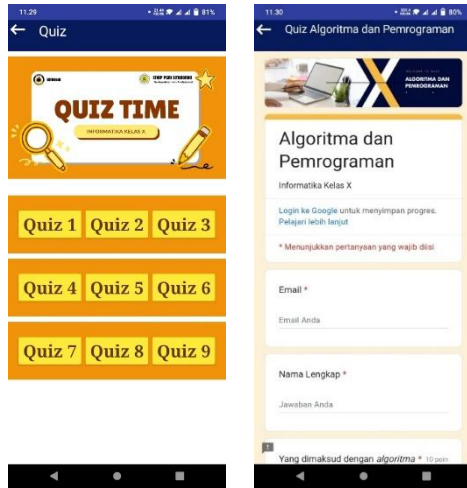 11.29
81%
Quiz
QUIZ TIME
INFORMATIKA KELAS X
Quiz 1 Quiz 2 Quiz 3
Quiz 4 Quiz 5 Quiz 6
Quiz 7 Quiz 8 Quiz 9
11.30
80%
Quiz Algoritma dan Pemrograman
ALGORITMA DAN
PEMROGRAMAN
Algoritma dan
Pemrograman
Informatika Kelas X
Login ke Google untuk menyimpan progres.
Pelajari lebih lanjut
* Menunjukkan pertanyaan yang wajib diisi
Email *
Email Anda
Nama Lengkap *
Jawaban Anda
Yang dimaksud dengan algoritma * 10 poin